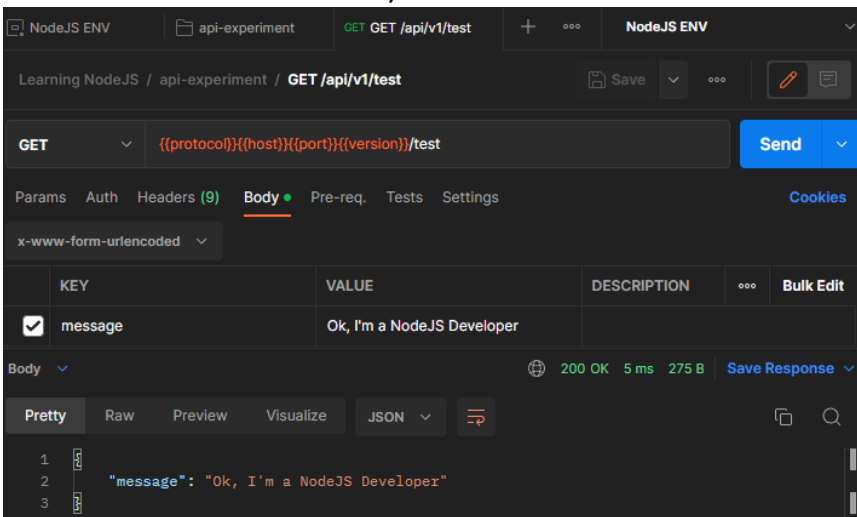 NodeJS ENV api-experiment GET GET /api/v1/test NodeJS ENV
Learning NodeJS / api-experiment / GET /api/v1/test Save
GET {{protocol}}{{host}}{{port}}{{version}}/test Send
Params Auth Headers (9) Body Pre-req. Tests Settings Cookies
x-www-form-urlencoded
KEY VALUE DESCRIPTION Bulk Edit
message Ok, I'm a NodeJS Developer
Body 200 OK 5 ms 275 B Save Response
Pretty Raw Preview Visualize JSON
1 {
2 "message": "Ok, I'm a NodeJS Developer"
3 }